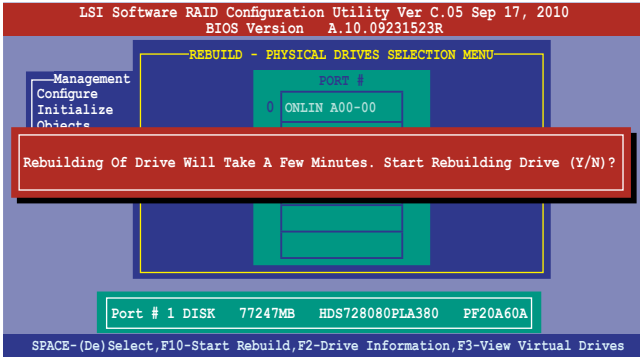 LSI Software RAID Configuration Utility Ver C.05 Sep 17, 2010
BIOS Version A.10.09231523R
REBUILD - PHYSICAL DRIVES SELECTION MENU
Management
Configure
Initialize
Objects
PORT #
0 ONLIN A00-00
Rebuilding Of Drive Will Take A Few Minutes. Start Rebuilding Drive (Y/N)?
Port # 1 DISK 77247MB HDS728080PLA380 PF20A60A
SPACE-(De)Select,F10-Start Rebuild,F2-Drive Information,F3-View Virtual Drives